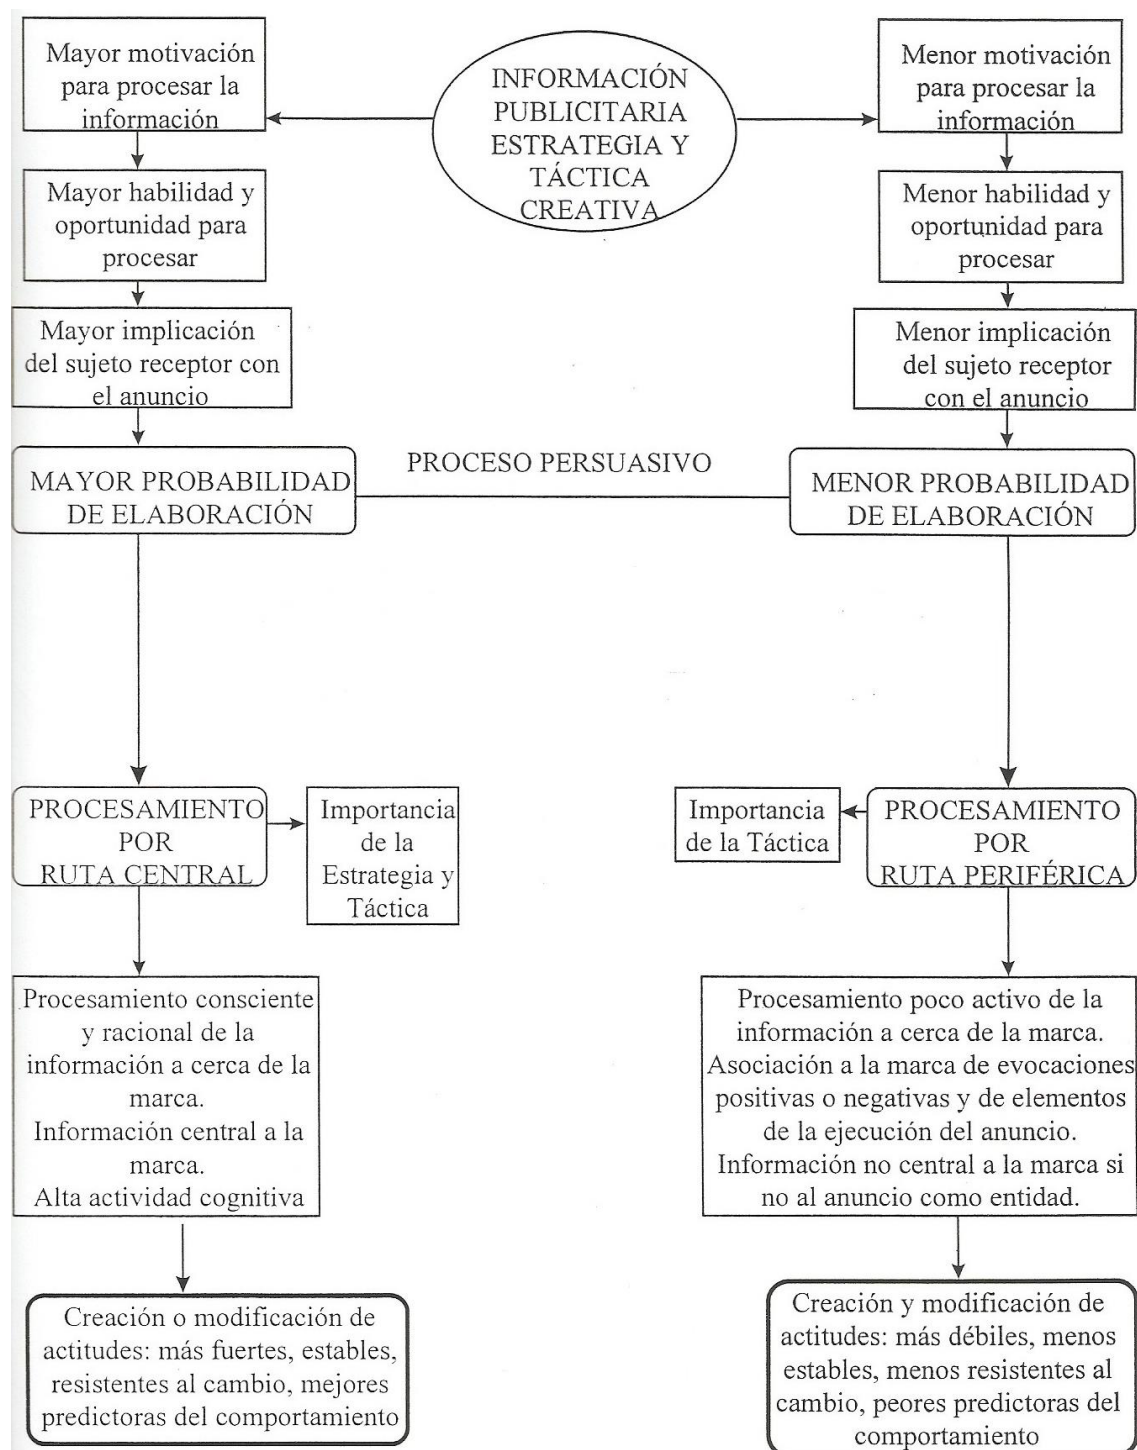 Mayor motivación
para procesar la
información
INFORMACIÓN
PUBLICITARIA
ESTRATEGIA Y
TÁCTICA
CREATIVA
Menor motivación
para procesar la
información
Mayor habilidad y
oportunidad para
procesar
Menor habilidad y
oportunidad para
procesar
Mayor implicación
del sujeto receptor con
el anuncio
Menor implicación
del sujeto receptor
con el anuncio
MAYOR PROBABILIDAD
DE ELABORACIÓN
PROCESO PERSUASIVO
MENOR PROBABILIDAD
DE ELABORACIÓN
PROCESAMIENTO
POR
RUTA CENTRAL
Importancia
de la
Estrategia y
Táctica
Importancia
de la Táctica
PROCESAMIENTO
POR
RUTA PERIFÉRICA
Procesamiento consciente
y racional de la
información a cerca de la
marca.
Información central a la
marca.
Alta actividad cognitiva
Procesamiento poco activo de la
información a cerca de la marca.
Asociación a la marca de evocaciones
positivas o negativas y de elementos
de la ejecución del anuncio.
Información no central a la marca si
no al anuncio como entidad.
Creación o modificación de
actitudes: más fuertes, estables,
resistentes al cambio, mejores
predictoras del comportamiento
Creación y modificación de
actitudes: más débiles, menos
estables, menos resistentes al
cambio, peores predictoras del
comportamiento